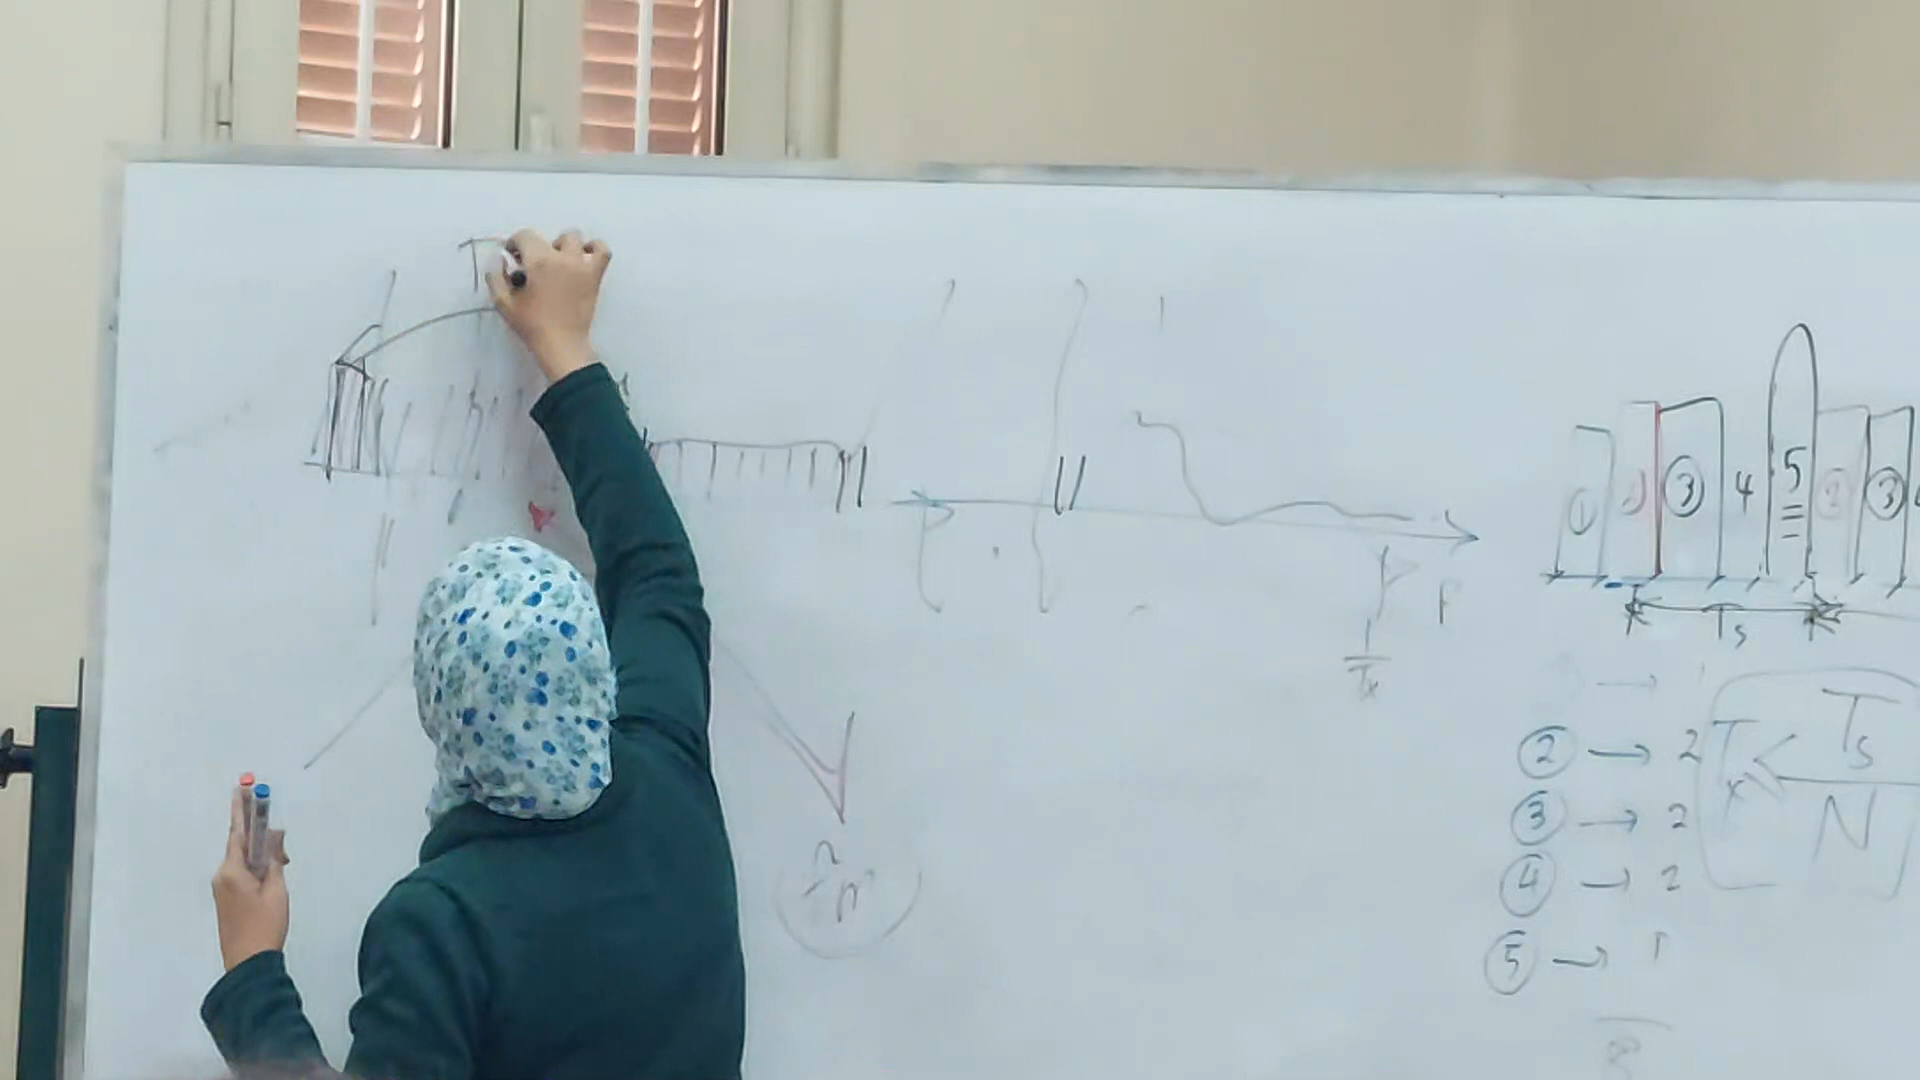 T
① ③ 4 5 ② ③
Ts
F
1
Tx
② → 2
③ → 2
④ → 2
⑤ → 1
8
Tx < Ts
N